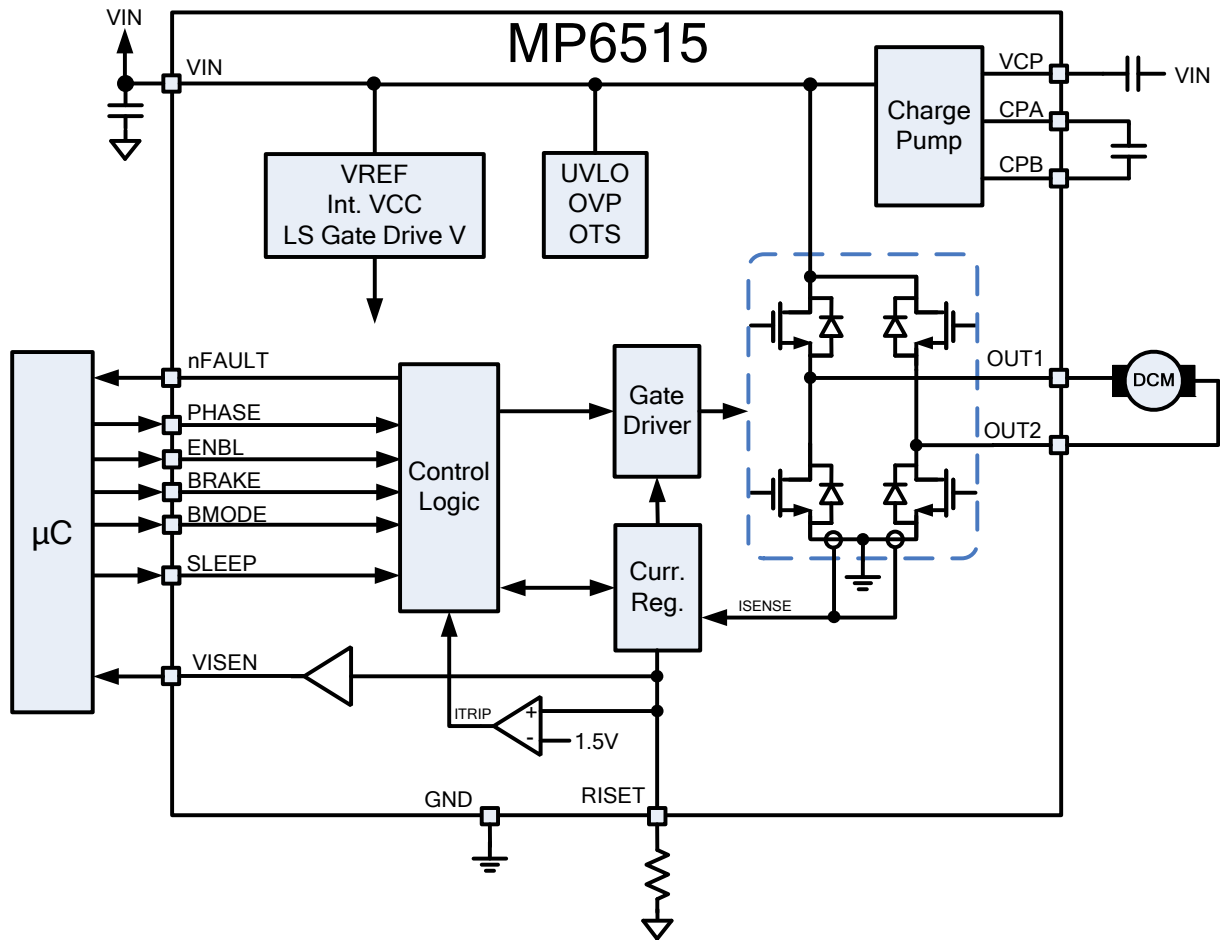 VIN
MP6515
VIN
VCP
VIN
Charge
Pump
CPA
CPB
VREF
Int. VCC
LS Gate Drive V
UVLO
OVP
OTS
nFAULT
OUT1
DCM
PHASE
Gate
Driver
OUT2
ENBL
BRAKE
Control
Logic
BMODE
µC
SLEEP
Curr.
Reg.
ISENSE
VISEN
ITRIP
+
-
1.5V
GND
RISET